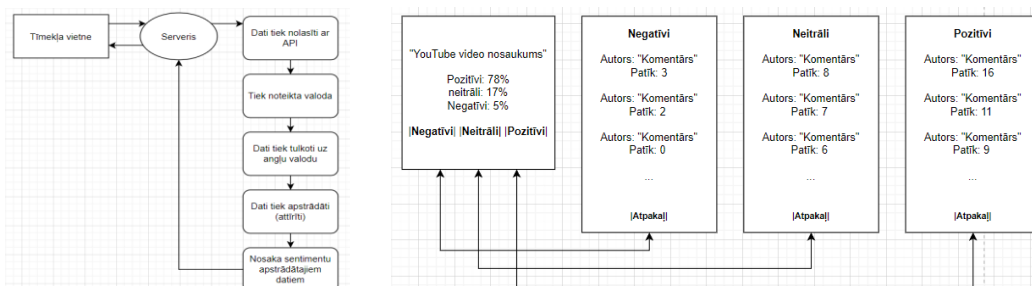 Tīmekļa vietne
Serveris
Dati tiek nolasīti ar
API
Tiek noteikta valoda
Dati tiek tulkoti uz
angļu valodu
Dati tiek apstrādāti
(attīrīti)
Nosaka sentimentu
apstrādātajiem
datiem
"YouTube video nosaukums"
Pozitīvi: 78%
neitrāli: 17%
Negatīvi: 5%
|Negatīvi| |Neitrāli| |Pozitīvi|
Negatīvi
Autors: "Komentārs"
Patīk: 3
Autors: "Komentārs"
Patīk: 2
Autors: "Komentārs"
Patīk: 0
...
|Atpakaļ|
Neitrāli
Autors: "Komentārs"
Patīk: 8
Autors: "Komentārs"
Patīk: 7
Autors: "Komentārs"
Patīk: 6
...
|Atpakaļ|
Pozitīvi
Autors: "Komentārs"
Patīk: 16
Autors: "Komentārs"
Patīk: 11
Autors: "Komentārs"
Patīk: 9
...
|Atpakaļ|